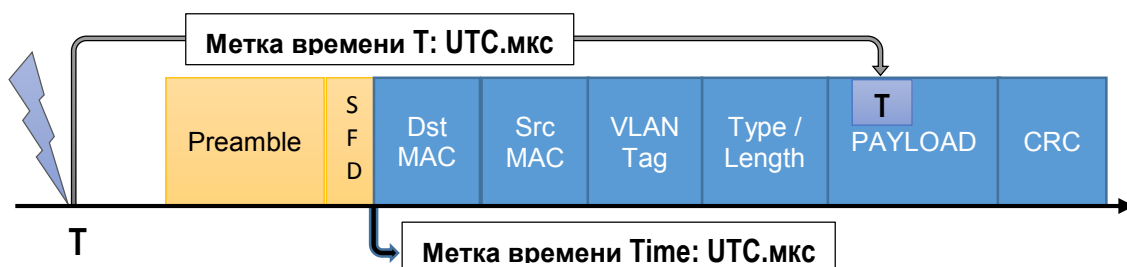 Метка времени T: UTC.мкс
Preamble
S
F
D
Dst
MAC
Src
MAC
VLAN
Tag
Type /
Length
T
PAYLOAD
CRC
T
Метка времени Time: UTC.мкс